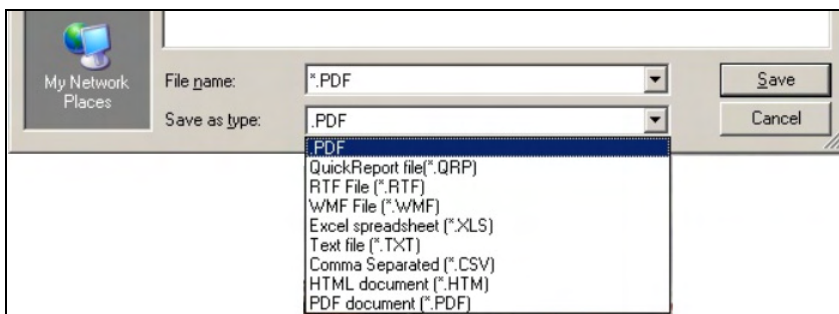 My Network
Places
File name:
*.PDF
Save
Save as type:
.PDF
Cancel
.PDF
QuickReport file(*.QRP)
RTF File (*.RTF)
WMF File (*.WMF)
Excel spreadsheet (*.XLS)
Text file (*.TXT)
Comma Separated (*.CSV)
HTML document (*.HTM)
PDF document (*.PDF)